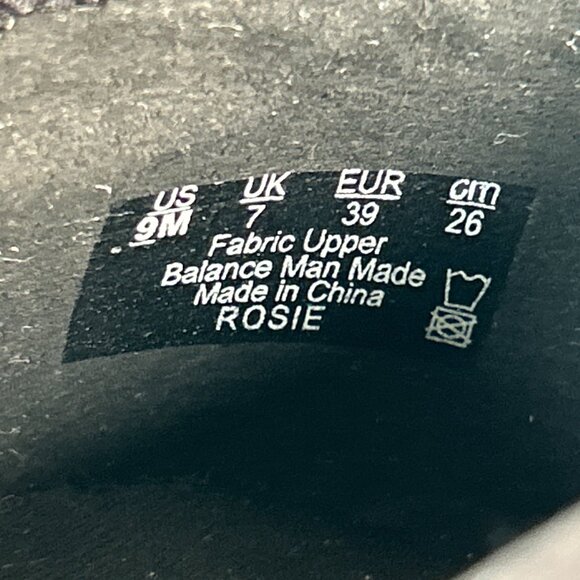 US UK EUR cm
9M 7 39 26
Fabric Upper
Balance Man Made
Made in China
ROSIE